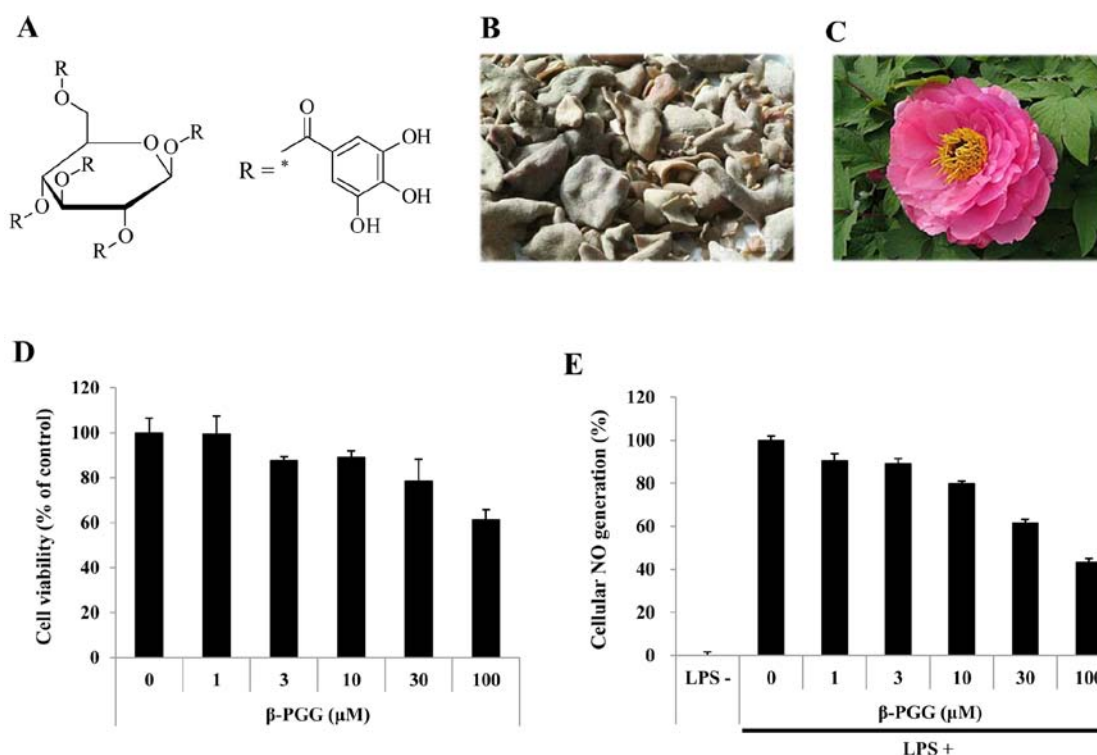 A
B
C
R
O
O
R
O
R
O
R
O
R
O
R = *
O
OH
OH
OH
D
E
Cell viability (% of control)
120
100
80
60
40
20
0
0 1 3 10 30 100
β-PGG (μM)
Cellular NO generation (%)
120
100
80
60
40
20
0
LPS - 0 1 3 10 30 100
β-PGG (μM)
LPS +